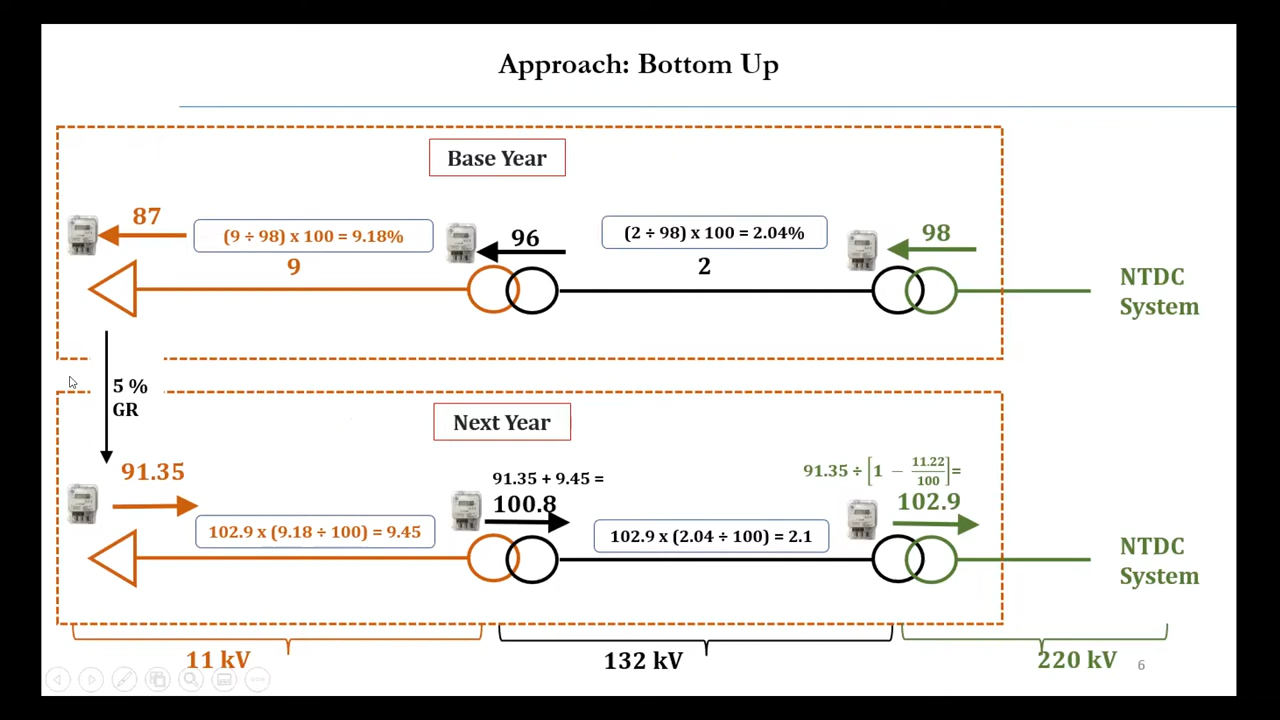 Approach: Bottom Up
Base Year
87
(9 ÷ 98) x 100 = 9.18%
96
(2 ÷ 98) x 100 = 2.04%
98
9
2
NTDC
System
5 %
GR
Next Year
91.35
91.35 + 9.45 =
100.8
91.35 ÷ [1 − 11.22/100]=
102.9
102.9 x (9.18 ÷ 100) = 9.45
102.9 x (2.04 ÷ 100) = 2.1
NTDC
System
11 kV
132 kV
220 kV
6